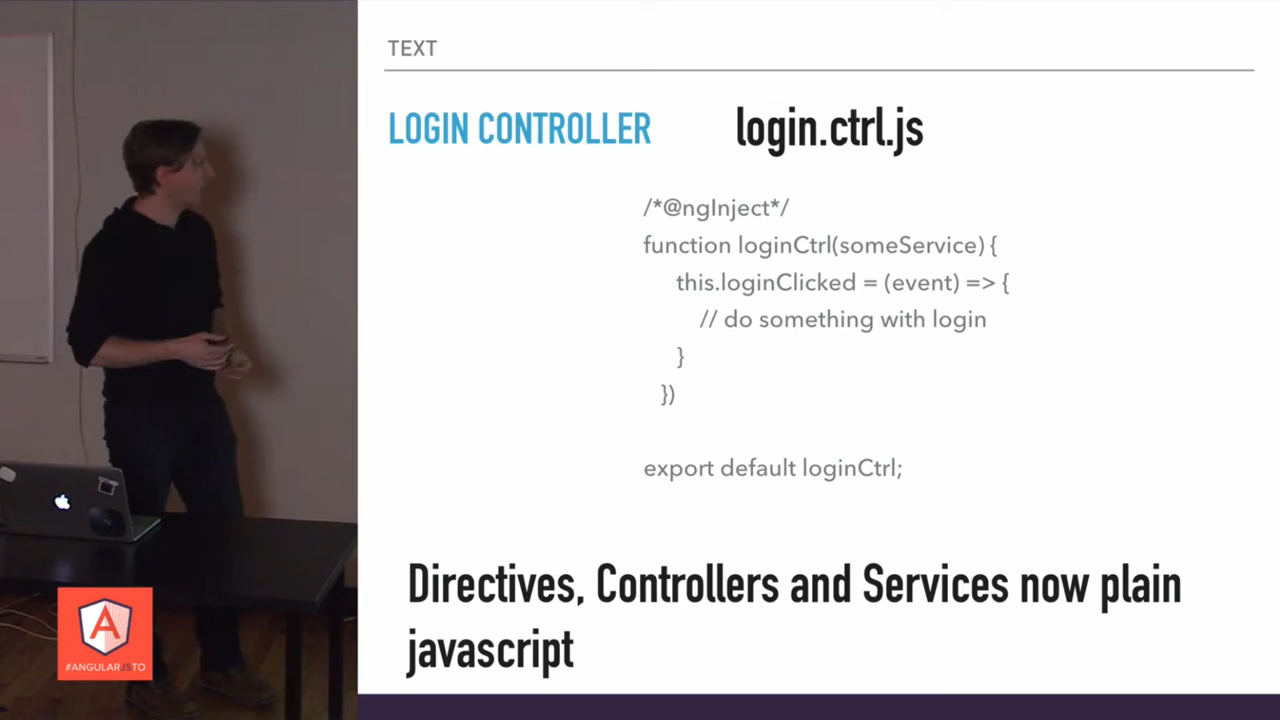 TEXT
LOGIN CONTROLLER login.ctrl.js
/*@ngInject*/
function loginCtrl(someService) {
this.loginClicked = (event) => {
// do something with login
}
})
export default loginCtrl;
Directives, Controllers and Services now plain
javascript
A
#ANGULARJSTO